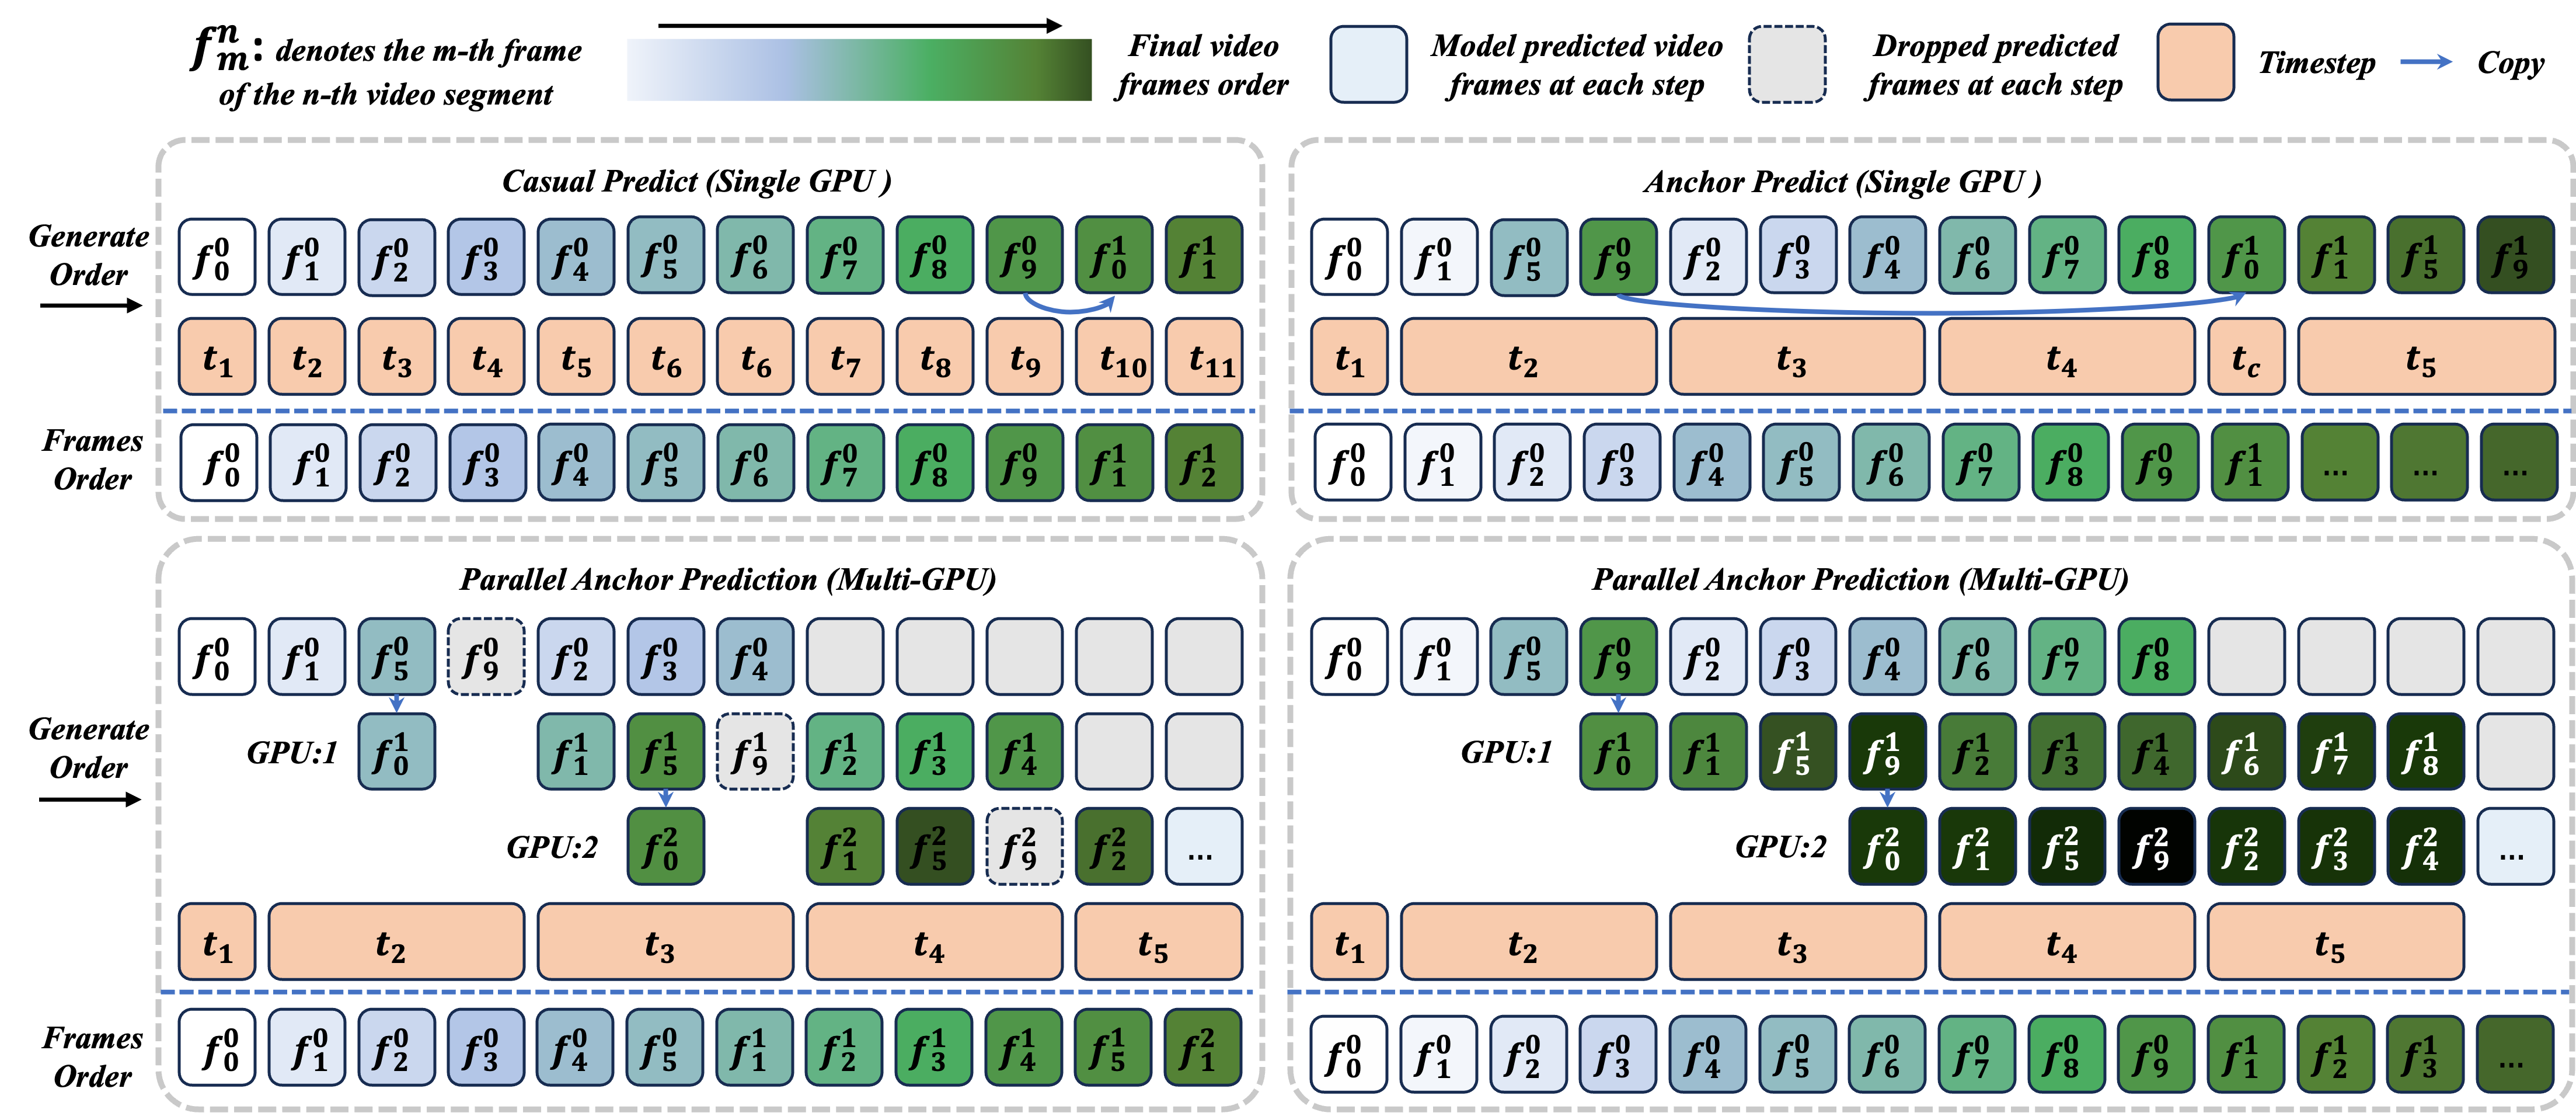 f_m^n: denotes the m-th frame
of the n-th video segment
Final video
frames order
Model predicted video
frames at each step
Dropped predicted
frames at each step
Timestep
Copy
Casual Predict (Single GPU )
Generate
Order
f_0^0 f_1^0 f_2^0 f_3^0 f_4^0 f_5^0 f_6^0 f_7^0 f_8^0 f_9^0 f_0^1 f_1^1
t_1 t_2 t_3 t_4 t_5 t_6 t_6 t_7 t_8 t_9 t_10 t_11
Frames
Order
f_0^0 f_1^0 f_2^0 f_3^0 f_4^0 f_5^0 f_6^0 f_7^0 f_8^0 f_9^0 f_1^1 f_2^1
Anchor Predict (Single GPU )
f_0^0 f_1^0 f_5^0 f_9^0 f_2^0 f_3^0 f_4^0 f_6^0 f_7^0 f_8^0 f_0^1 f_1^1 f_5^1 f_9^1
t_1 t_2 t_3 t_4 t_c t_5
f_0^0 f_1^0 f_2^0 f_3^0 f_4^0 f_5^0 f_6^0 f_7^0 f_8^0 f_9^0 f_1^1 ... ... ...
Parallel Anchor Prediction (Multi-GPU)
Generate
Order
f_0^0 f_1^0 f_5^0 f_9^0 f_2^0 f_3^0 f_4^0
GPU:1 f_0^1 f_1^1 f_5^1 f_9^1 f_2^1 f_3^1 f_4^1
GPU:2 f_0^2 f_1^2 f_5^2 f_9^2 f_2^2 ...
t_1 t_2 t_3 t_4 t_5
Frames
Order
f_0^0 f_1^0 f_2^0 f_3^0 f_4^0 f_5^0 f_1^1 f_2^1 f_3^1 f_4^1 f_5^1 f_1^2
Parallel Anchor Prediction (Multi-GPU)
f_0^0 f_1^0 f_5^0 f_9^0 f_2^0 f_3^0 f_4^0 f_6^0 f_7^0 f_8^0
GPU:1 f_0^1 f_1^1 f_5^1 f_9^1 f_2^1 f_3^1 f_4^1 f_6^1 f_7^1 f_8^1
GPU:2 f_0^2 f_1^2 f_5^2 f_9^2 f_2^2 f_3^2 f_4^2 ...
t_1 t_2 t_3 t_4 t_5
f_0^0 f_1^0 f_2^0 f_3^0 f_4^0 f_5^0 f_6^0 f_7^0 f_8^0 f_9^0 f_1^1 f_2^1 f_3^1 ...